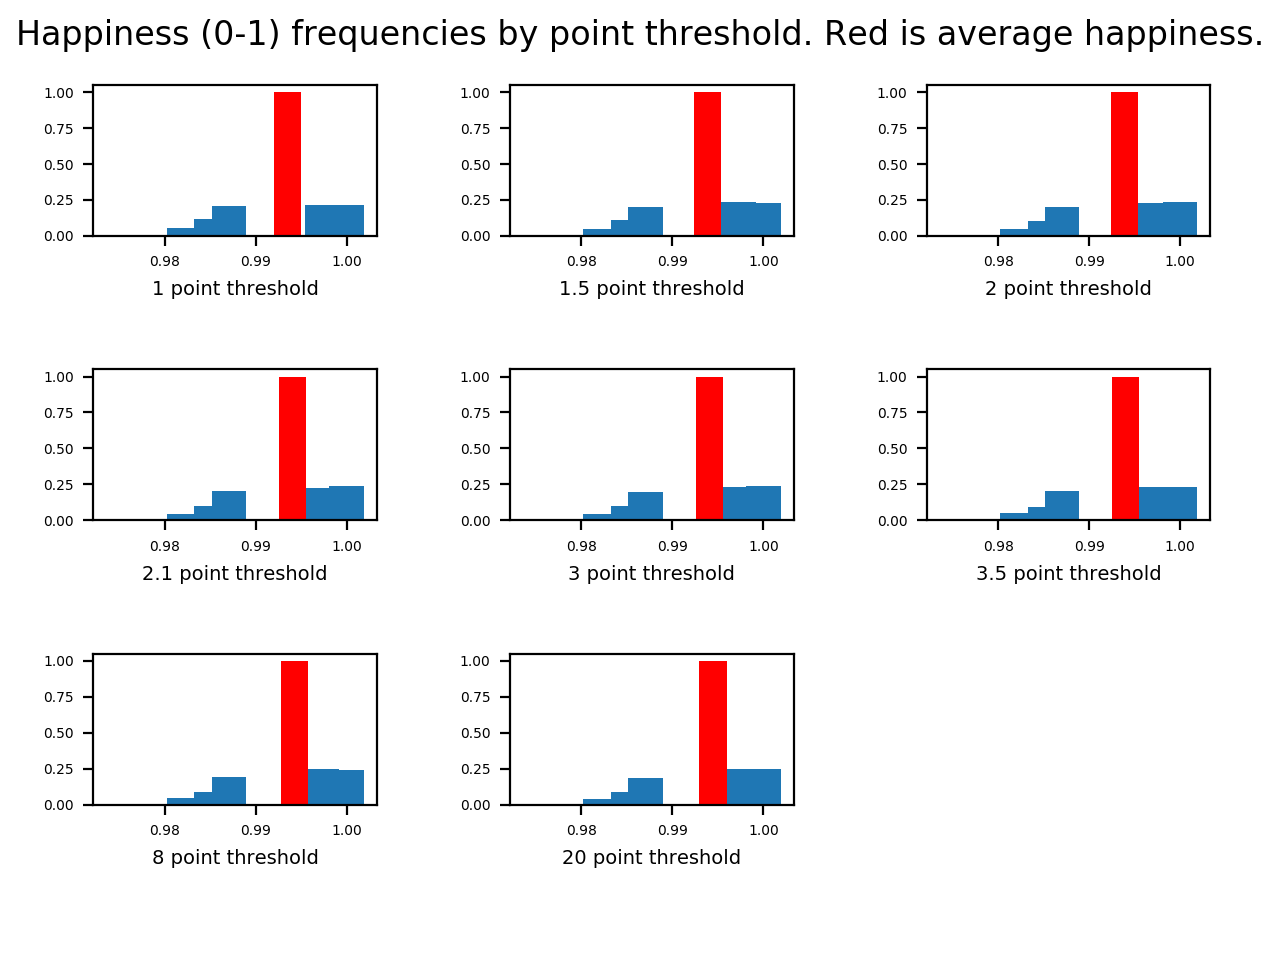 Happiness (0-1) frequencies by point threshold. Red is average happiness.
1.00 1.00 1.00
0.75 0.75 0.75
0.50 0.50 0.50
0.25 0.25 0.25
0.00 0.00 0.00
0.98 0.99 1.00 0.98 0.99 1.00 0.98 0.99 1.00
1 point threshold 1.5 point threshold 2 point threshold
1.00 1.00 1.00
0.75 0.75 0.75
0.50 0.50 0.50
0.25 0.25 0.25
0.00 0.00 0.00
0.98 0.99 1.00 0.98 0.99 1.00 0.98 0.99 1.00
2.1 point threshold 3 point threshold 3.5 point threshold
1.00 1.00
0.75 0.75
0.50 0.50
0.25 0.25
0.00 0.00
0.98 0.99 1.00 0.98 0.99 1.00
8 point threshold 20 point threshold